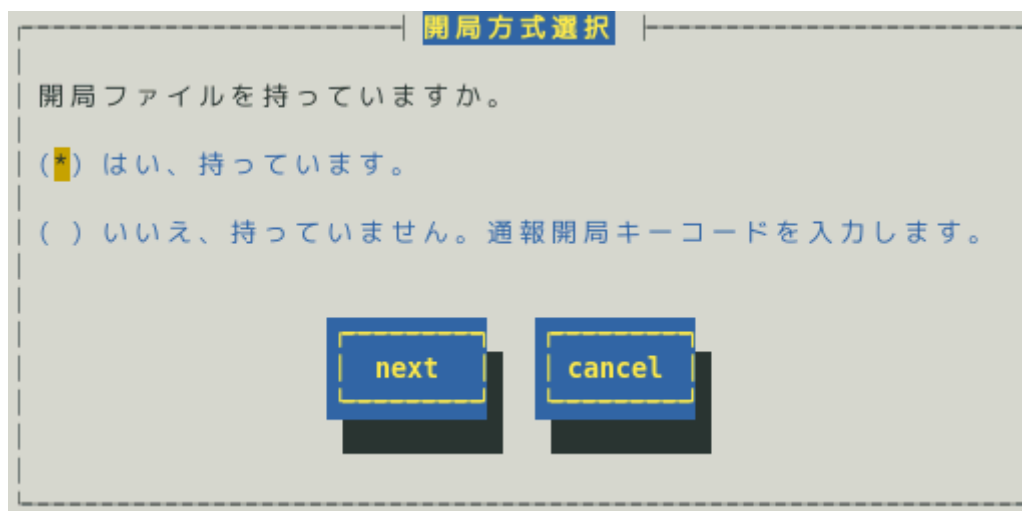 開局方式選択
開局ファイルを持っていますか。
(*) はい、持っています。
( ) いいえ、持っていません。通報開局キーコードを入力します。
next cancel